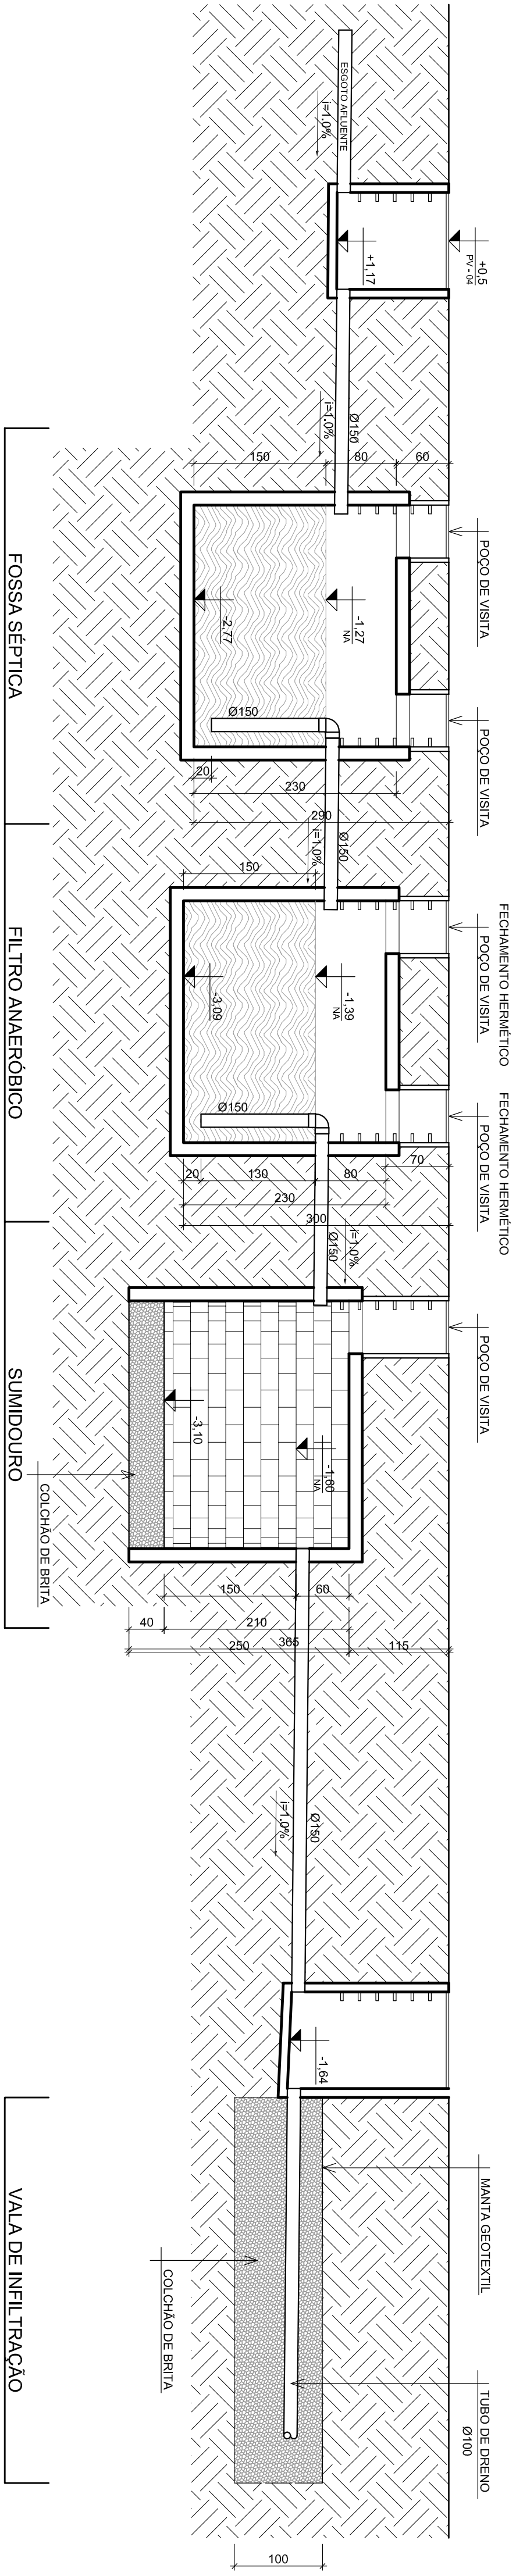 ESGOTO AFLUENTE
i=1.0%
+0,5
PV - 04
+1,17
Ø150
i=1.0%
150
80
60
POÇO DE VISITA
POÇO DE VISITA
-1,27
NA
-2,77
Ø150
20
230
290
Ø150
i=1.0%
150
FECHAMENTO HERMÉTICO
POÇO DE VISITA
FECHAMENTO HERMÉTICO
POÇO DE VISITA
-1,39
NA
-3,09
Ø150
20
130
80
70
230
300
Ø150
i=1.0%
POÇO DE VISITA
-1,60
NA
-3,10
COLCHÃO DE BRITA
150
60
40
210
250
365
115
Ø150
i=1.0%
-1,64
MANTA GEOTEXTIL
TUBO DE DRENO
Ø100
COLCHÃO DE BRITA
100
FOSSA SÉPTICA
FILTRO ANAERÓBICO
SUMIDOURO
VALA DE INFILTRAÇÃO